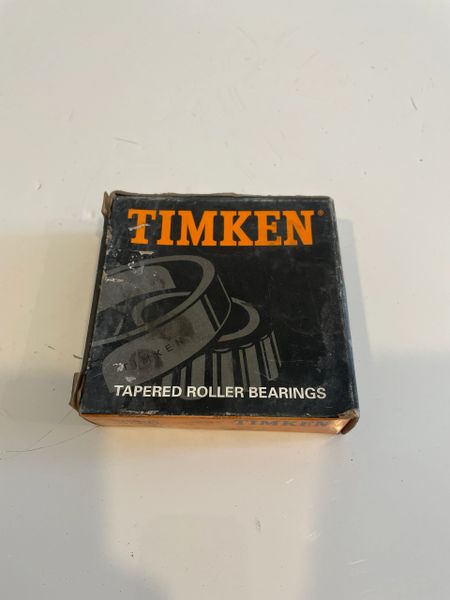 TIMKEN®
TIMKEN
TAPERED ROLLER BEARINGS
TIMKEN